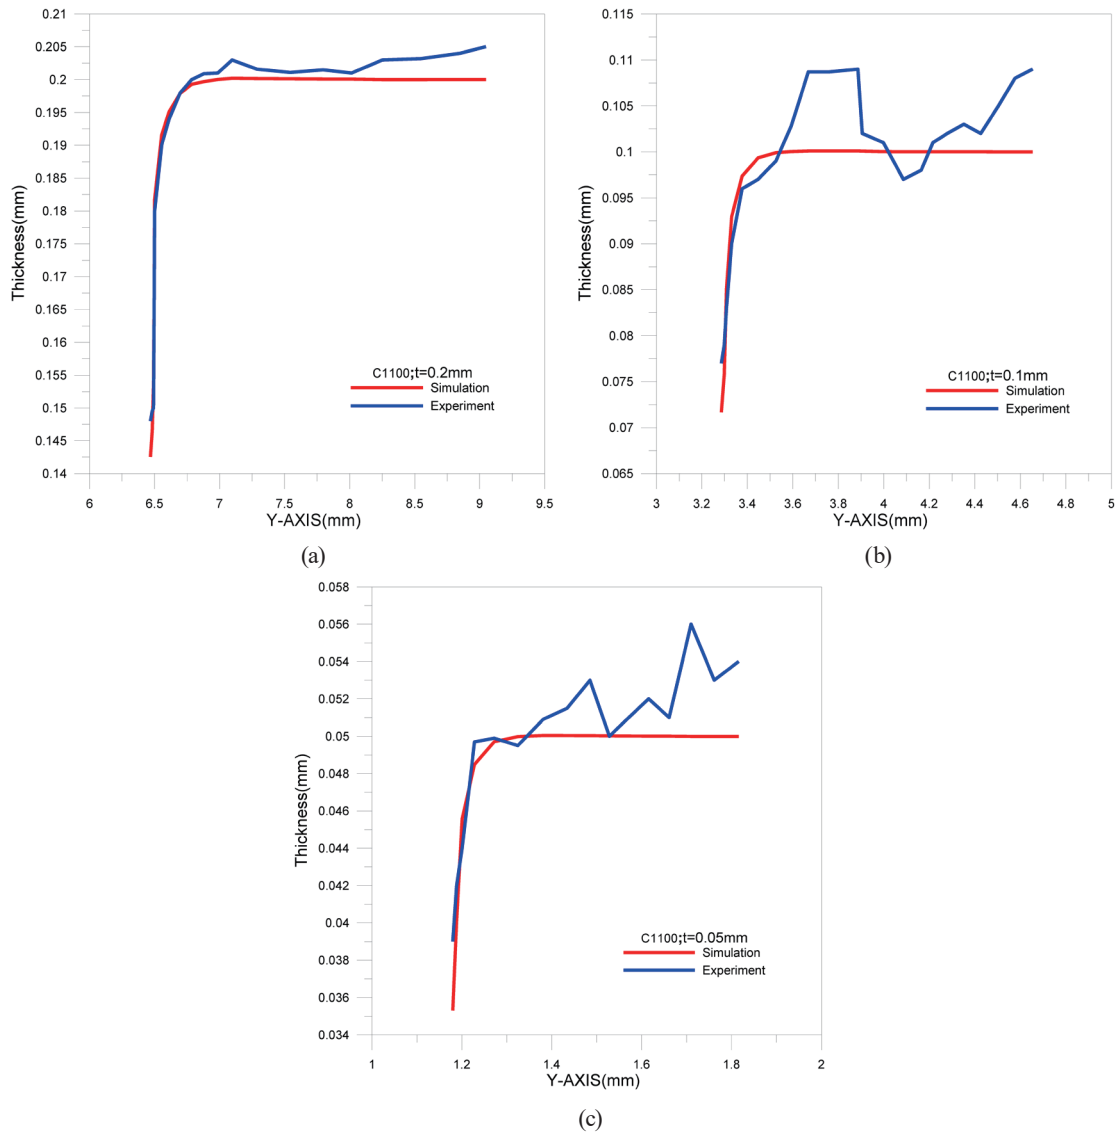 0.21
0.205
0.2
0.195
0.19
0.185
0.18
0.175
0.17
0.165
0.16
0.155
0.15
0.145
0.14
Thickness(mm)
C1100;t=0.2mm
Simulation
Experiment
6 6.5 7 7.5 8 8.5 9 9.5
Y-AXIS(mm)
(a)
0.115
0.11
0.105
0.1
0.095
0.09
0.085
0.08
0.075
0.07
0.065
Thickness(mm)
C1100;t=0.1mm
Simulation
Experiment
3 3.2 3.4 3.6 3.8 4 4.2 4.4 4.6 4.8 5
Y-AXIS(mm)
(b)
0.058
0.056
0.054
0.052
0.05
0.048
0.046
0.044
0.042
0.04
0.038
0.036
0.034
Thickness(mm)
C1100;t=0.05mm
Simulation
Experiment
1 1.2 1.4 1.6 1.8 2
Y-AXIS(mm)
(c)